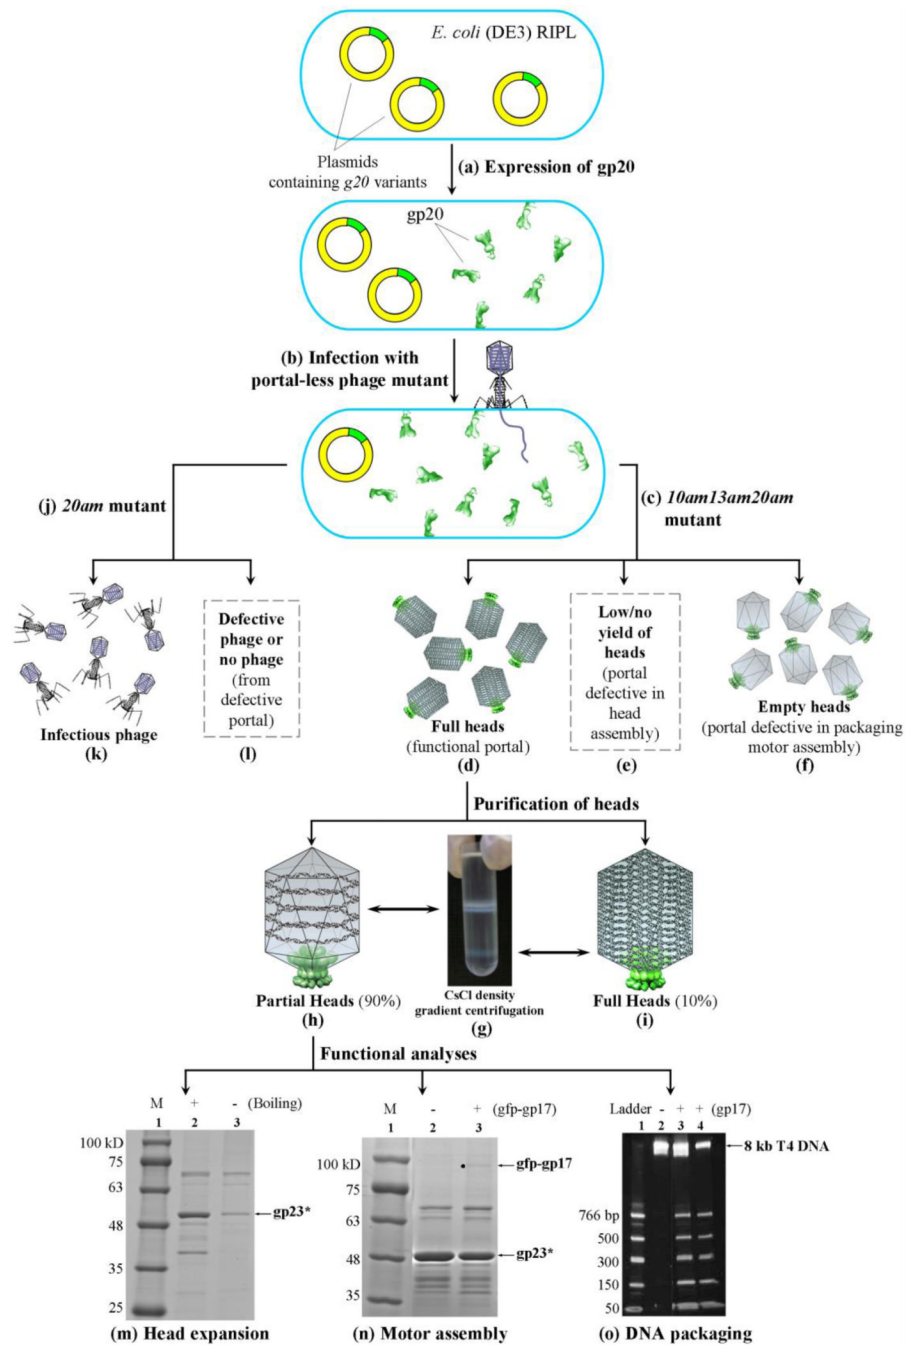 E. coli (DE3) RIPL
Plasmids
containing g20 variants
(a) Expression of gp20
gp20
(b) Infection with
portal-less phage mutant
(j) 20am mutant
(c) 10am13am20am
mutant
Infectious phage
(k)
Defective
phage or
no phage
(from
defective
portal)
(l)
Full heads
(functional portal)
(d)
Low/no
yield of
heads
(portal
defective in
head
assembly)
(e)
Empty heads
(portal defective in packaging
motor assembly)
(f)
Purification of heads
Partial Heads (90%)
(h)
CsCl density
gradient centrifugation
(g)
Full Heads (10%)
(i)
Functional analyses
M + - (Boiling)
1 2 3
100 kD
75
63
48
35
25
gp23*
(m) Head expansion
M - + (gfp-gp17)
1 2 3
100 kD
75
63
48
35
gfp-gp17
gp23*
(n) Motor assembly
Ladder - + + (gp17)
1 2 3 4
8 kb T4 DNA
766 bp
500
300
150
50
(o) DNA packaging